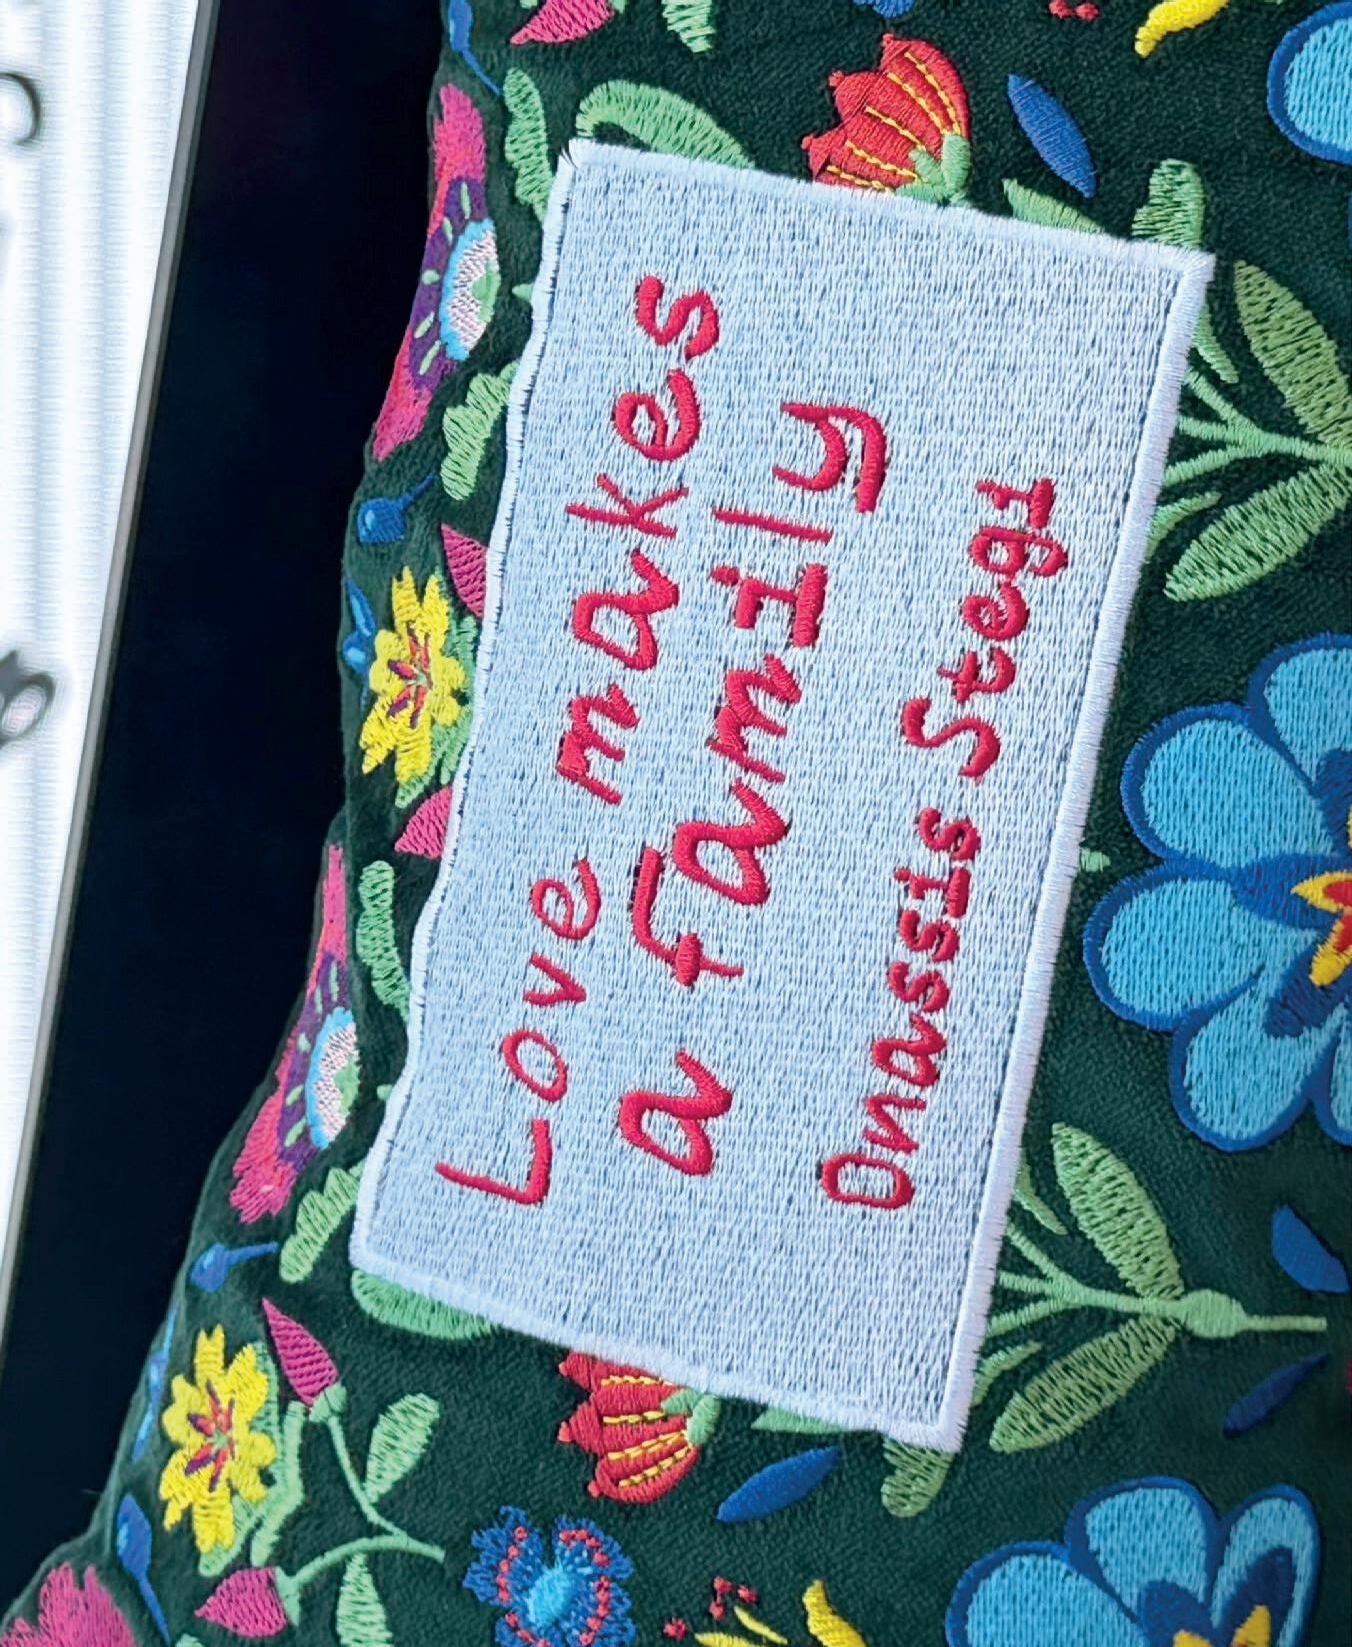 Love makes
a family
Onassis Stegi